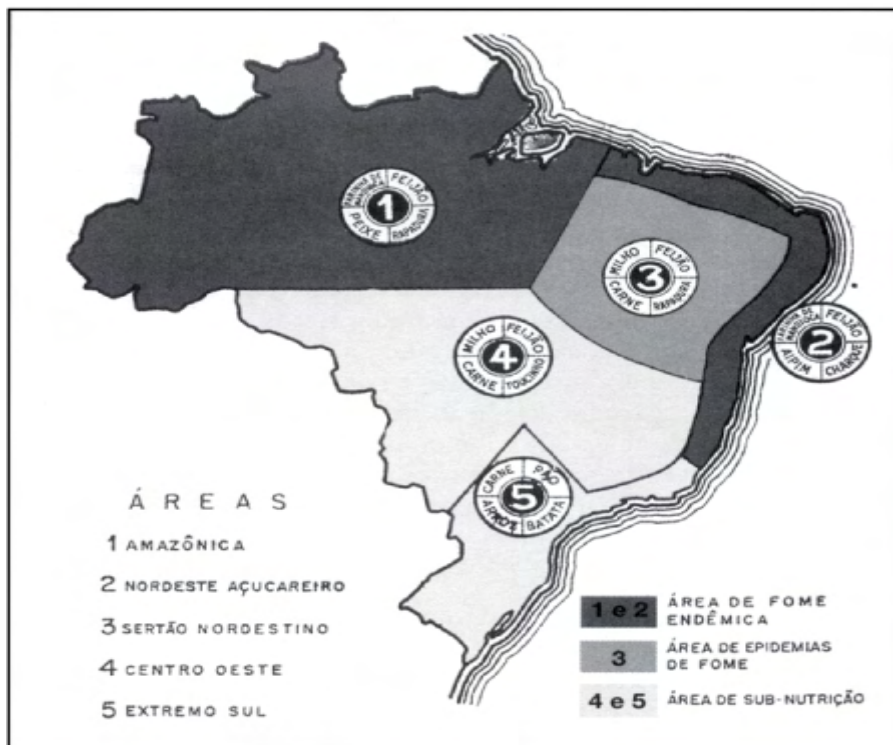 FARINHA DE MANDIOCA
FEIJÃO
1
PEIXE
RAPADURA
MILHO
FEIJÃO
3
CARNE
RAPADURA
FARINHA DE MANDIOCA
FEIJÃO
2
AIPIM
CHARQUE
MILHO
FEIJÃO
4
CARNE
TOUCINHO
CARNE
PÃO
5
ARROZ
BATATA
ÁREAS
1 AMAZÔNICA
2 NORDESTE AÇUCAREIRO
3 SERTÃO NORDESTINO
4 CENTRO OESTE
5 EXTREMO SUL
1 e 2 ÁREA DE FOME
ENDÊMICA
3 ÁREA DE EPIDEMIAS
DE FOME
4 e 5 ÁREA DE SUB-NUTRIÇÃO